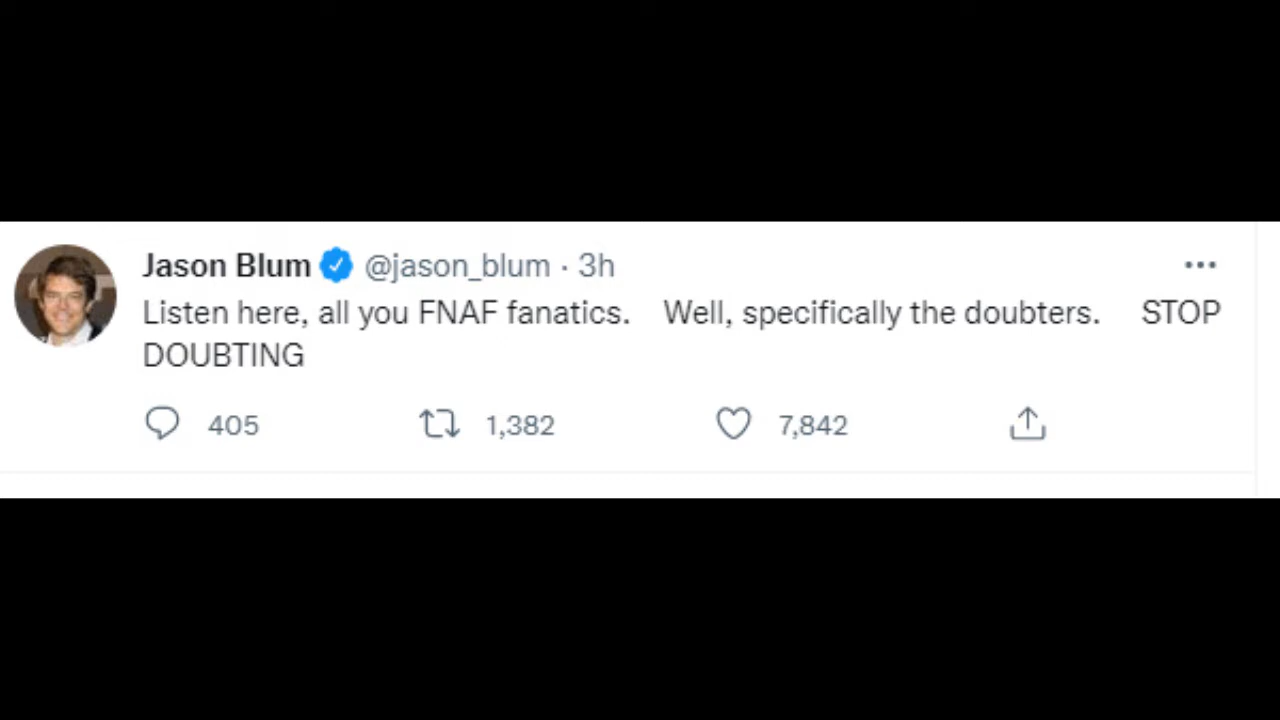 Jason Blum @jason_blum · 3h
Listen here, all you FNAF fanatics. Well, specifically the doubters. STOP
DOUBTING
405 1,382 7,842